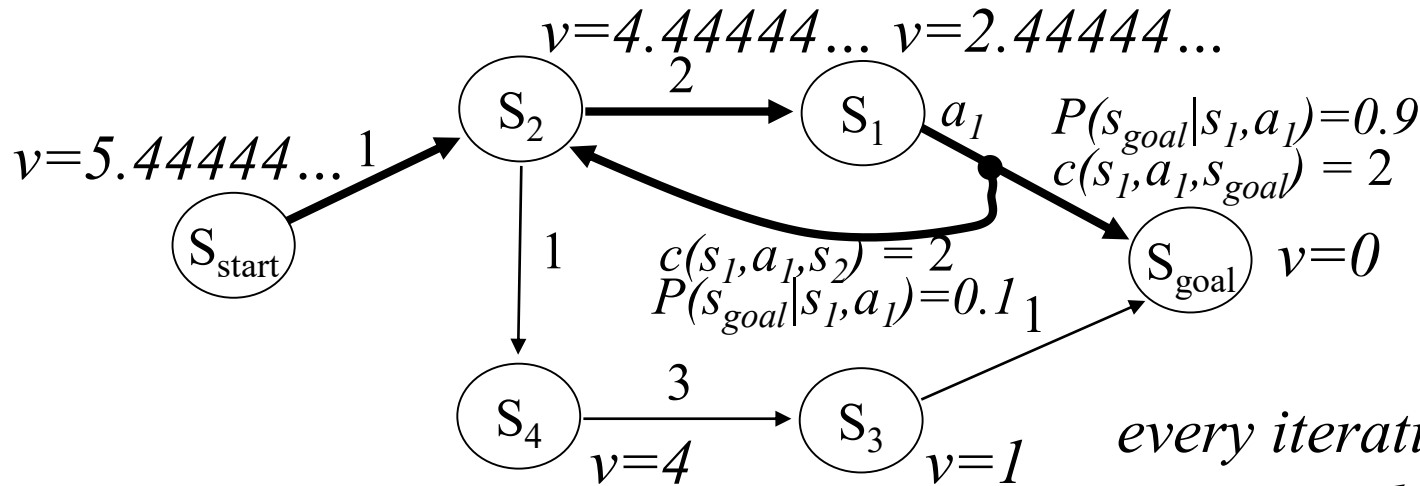 v=4.44444... v=2.44444...
2
S2
S1
a1
P(sgoal|s1,a1)=0.9
c(s1,a1,sgoal) = 2
v=5.44444...
1
Sstart
1
c(s1,a1,s2) = 2
P(sgoal|s1,a1)=0.1
1
Sgoal
v=0
3
S4
S3
v=4
v=1
every